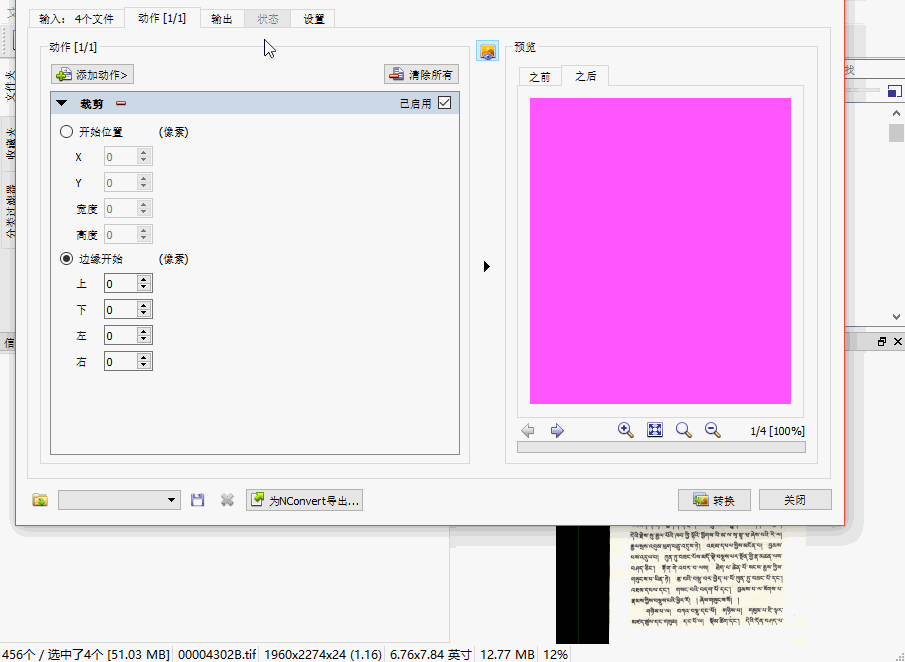 输入： 4个文件
动作 [1/1]
输出
状态
设置
动作 [1/1]
添加动作>
清除所有
裁剪
已启用
开始位置 (像素)
X 0
Y 0
宽度 0
高度 0
边缘开始 (像素)
上 0
下 0
左 0
右 0
预览
之前
之后
1/4 [100%]
为NConvert导出...
转换
关闭
文件夹
收藏夹
分类过滤器
信
找
456个 / 选中了4个 [51.03 MB] 00004302B.tif 1960x2274x24 (1.16) 6.76x7.84 英寸 12.77 MB 12%